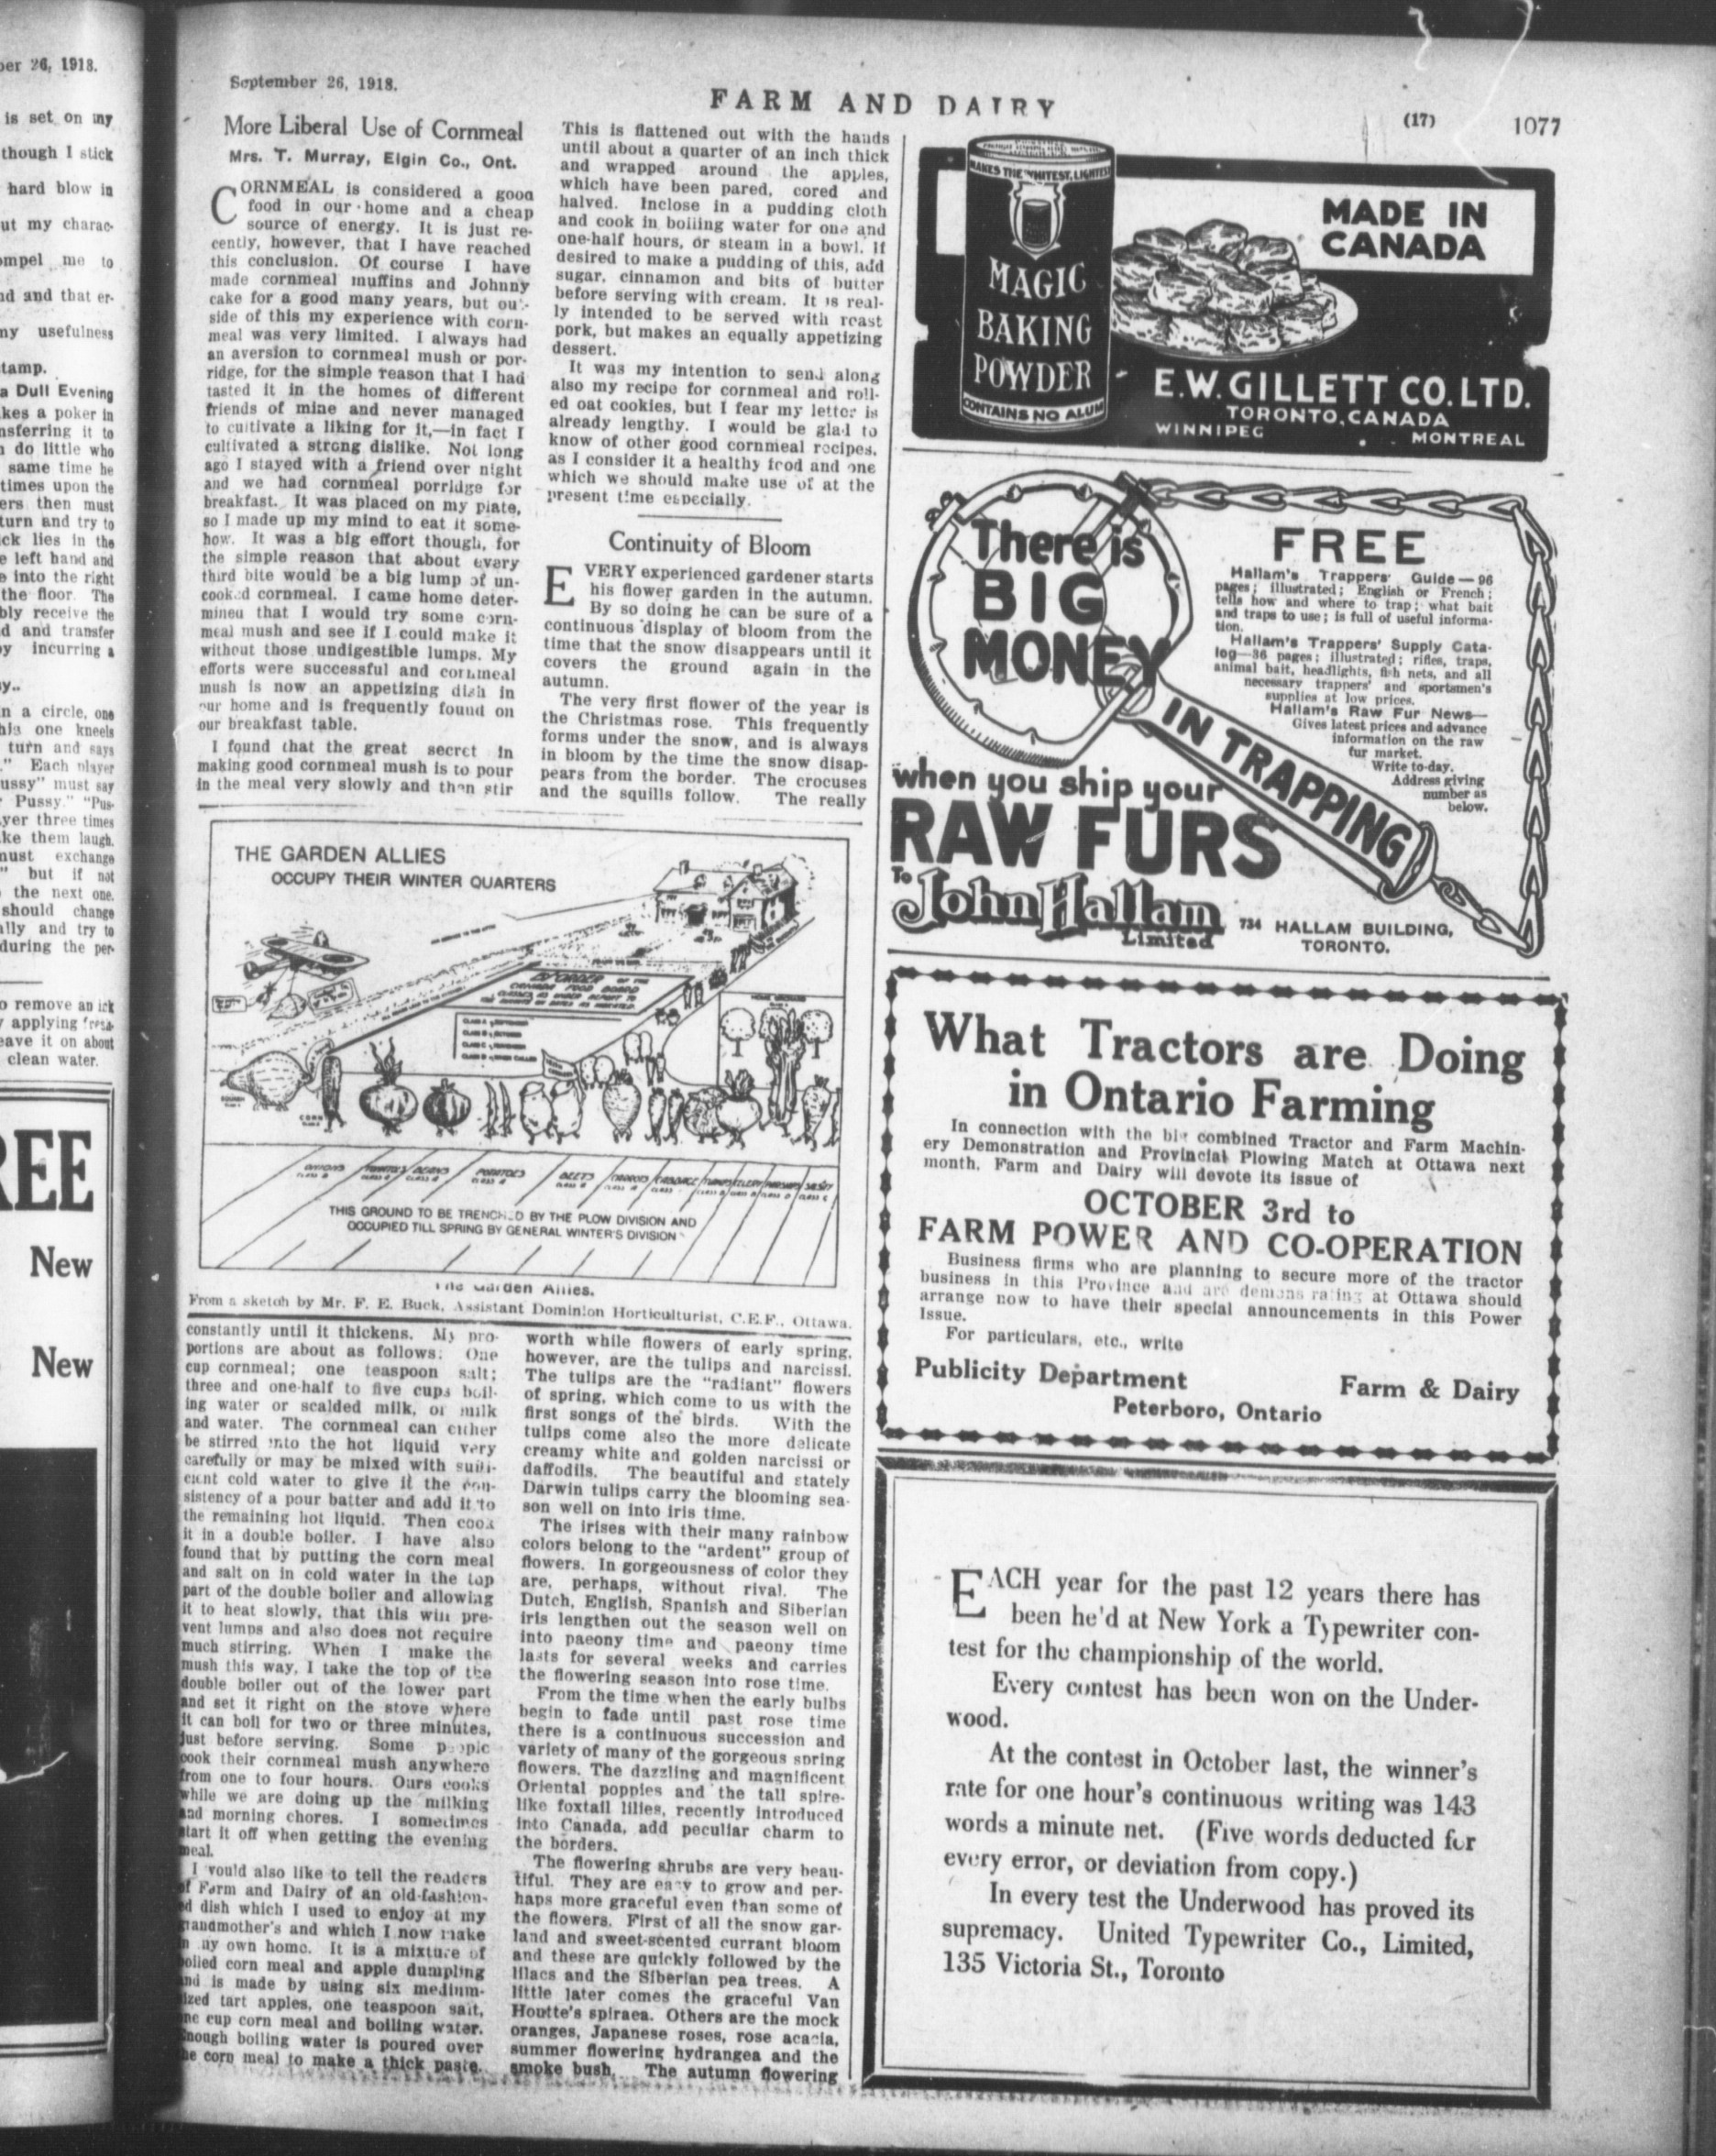 September 26, 1918.
FARM AND DAIRY
(17)
1077
More Liberal Use of Cornmeal
Mrs. T. Murray, Elgin Co., Ont.
CORNMEAL is considered a good
food in our home and a cheap
source of energy. It is just re-
cently, however, that I have reached
this conclusion. Of course I have
made cornmeal muffins and Johnny
cake for a good many years, but out-
side of this my experience with corn-
meal was very limited. I always had
an aversion to cornmeal mush or por-
ridge, for the simple reason that I had
tasted it in the homes of different
friends of mine and never managed
to cultivate a liking for it,—in fact I
cultivated a strong dislike. Not long
ago I stayed with a friend over night
and we had cornmeal porridge for
breakfast. It was placed on my plate,
so I made up my mind to eat it some-
how. It was a big effort though, for
the simple reason that about every
third bite would be a big lump of un-
cooked cornmeal. I came home deter-
mined that I would try some corn-
meal mush and see if I could make it
without those undigestible lumps. My
efforts were successful and cornmeal
mush is now an appetizing dish in
our home and is frequently found on
our breakfast table.
I found that the great secret in
making good cornmeal mush is to pour
in the meal very slowly and then stir
THE GARDEN ALLIES
OCCUPY THEIR WINTER QUARTERS
BY ORDER OF THE
CANADA FOOD BOARD
SQUASH
CORN
ONIONS
TOMATOES
BEANS
POTATOES
BEETS
CARROTS
CABBAGE
TURNIPS
CELERY
PARSNIPS
SALSIFY
THIS GROUND TO BE TRENCHED BY THE PLOW DIVISION AND
OCCUPIED TILL SPRING BY GENERAL WINTER'S DIVISION
The Garden Allies.
From a sketch by Mr. F. E. Buck, Assistant Dominion Horticulturist, C.E.F., Ottawa.
constantly until it thickens. My pro-
portions are about as follows: One
cup cornmeal; one teaspoon salt;
three and one-half to five cups boil-
ing water or scalded milk, or milk
and water. The cornmeal can either
be stirred into the hot liquid very
carefully or may be mixed with suffi-
cient cold water to give it the con-
sistency of a pour batter and add it to
the remaining hot liquid. Then cook
it in a double boiler. I have also
found that by putting the corn meal
and salt on in cold water in the top
part of the double boiler and allowing
it to heat slowly, that this will pre-
vent lumps and also does not require
much stirring. When I make the
mush this way, I take the top of the
double boiler out of the lower part
and set it right on the stove where
it can boil for two or three minutes,
just before serving. Some people
cook their cornmeal mush anywhere
from one to four hours. Ours cooks
while we are doing up the milking
and morning chores. I sometimes
start it off when getting the evening
meal.
I would also like to tell the readers
of Farm and Dairy of an old-fashion-
ed dish which I used to enjoy at my
grandmother's and which I now make
in my own home. It is a mixture of
boiled corn meal and apple dumpling
and is made by using six medium-
sized tart apples, one teaspoon salt,
one cup corn meal and boiling water.
Enough boiling water is poured over
the corn meal to make a thick paste.
This is flattened out with the hands
until about a quarter of an inch thick
and wrapped around the apples,
which have been pared, cored and
halved. Inclose in a pudding cloth
and cook in boiling water for one and
one-half hours, or steam in a bowl. If
desired to make a pudding of this, add
sugar, cinnamon and bits of butter
before serving with cream. It is real-
ly intended to be served with roast
pork, but makes an equally appetizing
dessert.
It was my intention to send along
also my recipe for cornmeal and roll-
ed oat cookies, but I fear my letter is
already lengthy. I would be glad to
know of other good cornmeal recipes,
as I consider it a healthy food and one
which we should make use of at the
present time especially.
Continuity of Bloom
EVERY experienced gardener starts
his flower garden in the autumn.
By so doing he can be sure of a
continuous display of bloom from the
time that the snow disappears until it
covers the ground again in the
autumn.
The very first flower of the year is
the Christmas rose. This frequently
forms under the snow, and is always
in bloom by the time the snow disap-
pears from the border. The crocuses
and the squills follow. The really
worth while flowers of early spring,
however, are the tulips and narcissi.
The tulips are the "radiant" flowers
of spring, which come to us with the
first songs of the birds. With the
tulips come also the more delicate
creamy white and golden narcissi or
daffodils. The beautiful and stately
Darwin tulips carry the blooming sea-
son well on into iris time.
The irises with their many rainbow
colors belong to the "ardent" group of
flowers. In gorgeousness of color they
are, perhaps, without rival. The
Dutch, English, Spanish and Siberian
iris lengthen out the season well on
into paeony time and paeony time
lasts for several weeks and carries
the flowering season into rose time.
From the time when the early bulbs
begin to fade until past rose time
there is a continuous succession and
variety of many of the gorgeous spring
flowers. The dazzling and magnificent
Oriental poppies and the tall spire-
like foxtail lilies, recently introduced
into Canada, add peculiar charm to
the borders.
The flowering shrubs are very beau-
tiful. They are easy to grow and per-
haps more graceful even than some of
the flowers. First of all the snow gar-
land and sweet-scented currant bloom
and these are quickly followed by the
lilacs and the Siberian pea trees. A
little later comes the graceful Van
Houtte's spiraea. Others are the mock
oranges, Japanese roses, rose acacia,
summer flowering hydrangea and the
smoke bush. The autumn flowering
MAKES THE WHITEST, LIGHTEST
MAGIC
BAKING
POWDER
CONTAINS NO ALUM
MADE IN
CANADA
E.W. GILLETT CO. LTD.
TORONTO, CANADA
WINNIPEG
MONTREAL
There is
BIG
MONEY
IN TRAPPING
when you ship your
RAW FURS
To
John Hallam
Limited
734 HALLAM BUILDING,
TORONTO.
FREE
Hallam's Trappers' Guide—96
pages; illustrated; English or French;
tells how and where to trap; what bait
and traps to use; is full of useful informa-
tion.
Hallam's Trappers' Supply Cata-
log—36 pages; illustrated; rifles, traps,
animal bait, headlights, fish nets, and all
necessary trappers' and sportsmen's
supplies at low prices.
Hallam's Raw Fur News—
Gives latest prices and advance
information on the raw
fur market.
Write to-day.
Address giving
number as
below.
What Tractors are Doing
in Ontario Farming
In connection with the big combined Tractor and Farm Machin-
ery Demonstration and Provincial Plowing Match at Ottawa next
month, Farm and Dairy will devote its issue of
OCTOBER 3rd to
FARM POWER AND CO-OPERATION
Business firms who are planning to secure more of the tractor
business in this Province and are demonsrating at Ottawa should
arrange now to have their special announcements in this Power
Issue.
For particulars, etc., write
Publicity Department
Farm & Dairy
Peterboro, Ontario
EACH year for the past 12 years there has
been he'd at New York a Typewriter con-
test for the championship of the world.
Every contest has been won on the Under-
wood.
At the contest in October last, the winner's
rate for one hour's continuous writing was 143
words a minute net. (Five words deducted for
every error, or deviation from copy.)
In every test the Underwood has proved its
supremacy. United Typewriter Co., Limited,
135 Victoria St., Toronto